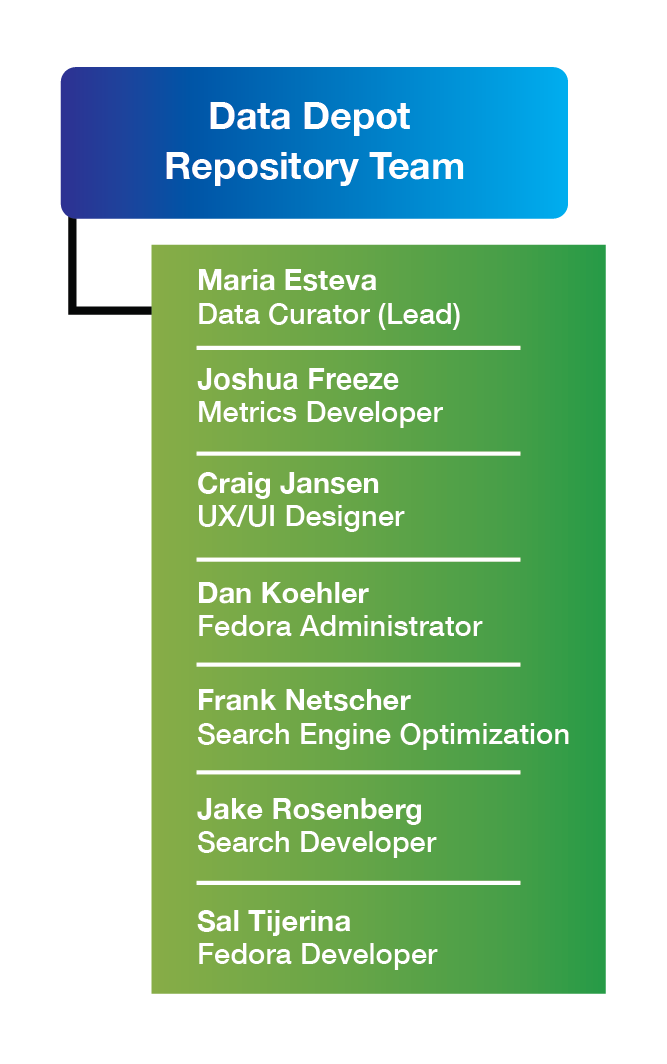 Data Depot
Repository Team
Maria Esteva
Data Curator (Lead)
Joshua Freeze
Metrics Developer
Craig Jansen
UX/UI Designer
Dan Koehler
Fedora Administrator
Frank Netscher
Search Engine Optimization
Jake Rosenberg
Search Developer
Sal Tijerina
Fedora Developer